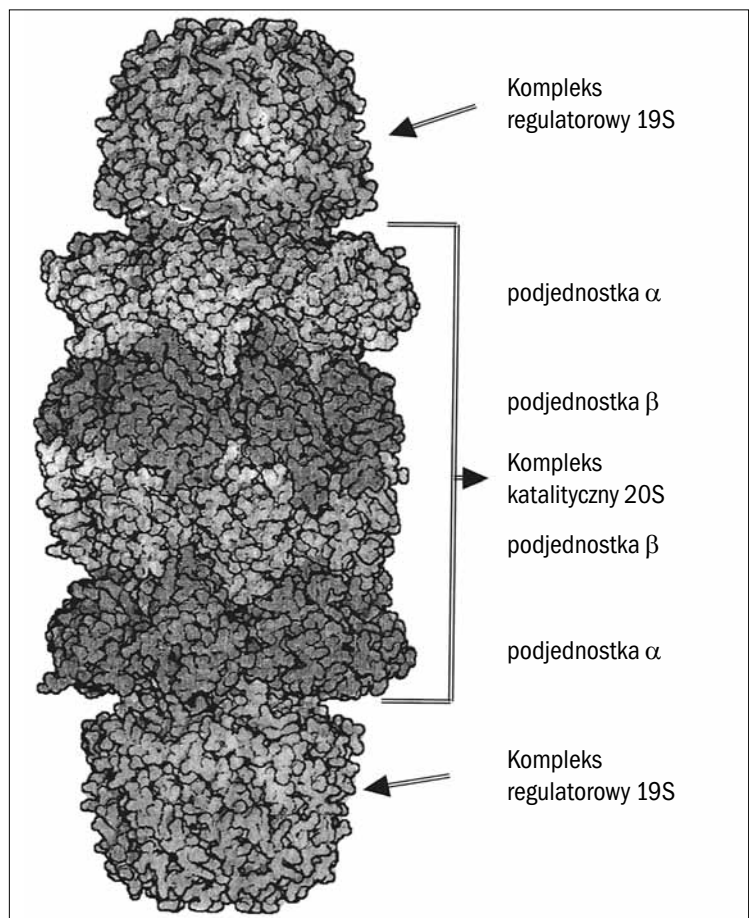 Kompleks
regulatorowy 19S
podjednostka α
podjednostka β
Kompleks
katalityczny 20S
podjednostka β
podjednostka α
Kompleks
regulatorowy 19S